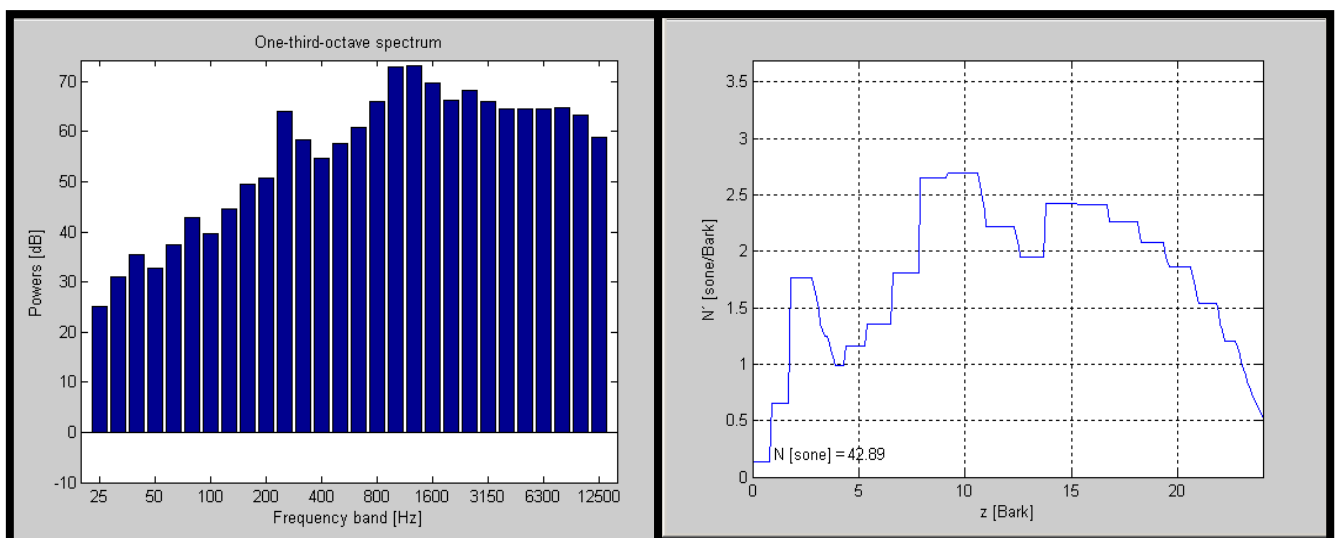 One-third-octave spectrum
Powers [dB]
70
60
50
40
30
20
10
0
-10
25 50 100 200 400 800 1600 3150 6300 12500
Frequency band [Hz]
N´ [sone/Bark]
3.5
3
2.5
2
1.5
1
0.5
0
N [sone] = 42.89
0 5 10 15 20
z [Bark]